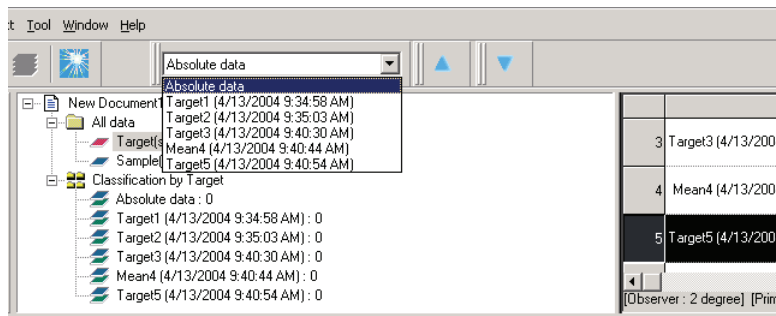 t Tool Window Help
Absolute data
Absolute data
Target1 (4/13/2004 9:34:58 AM)
Target2 (4/13/2004 9:35:03 AM)
Target3 (4/13/2004 9:40:30 AM)
Mean4 (4/13/2004 9:40:44 AM)
Target5 (4/13/2004 9:40:54 AM)
New Document1
All data
Target(s
Sample(
Classification by Target
Absolute data : 0
Target1 (4/13/2004 9:34:58 AM) : 0
Target2 (4/13/2004 9:35:03 AM) : 0
Target3 (4/13/2004 9:40:30 AM) : 0
Mean4 (4/13/2004 9:40:44 AM) : 0
Target5 (4/13/2004 9:40:54 AM) : 0
3 Target3 (4/13/200
4 Mean4 (4/13/200
5 Target5 (4/13/200
[Observer : 2 degree] [Prim